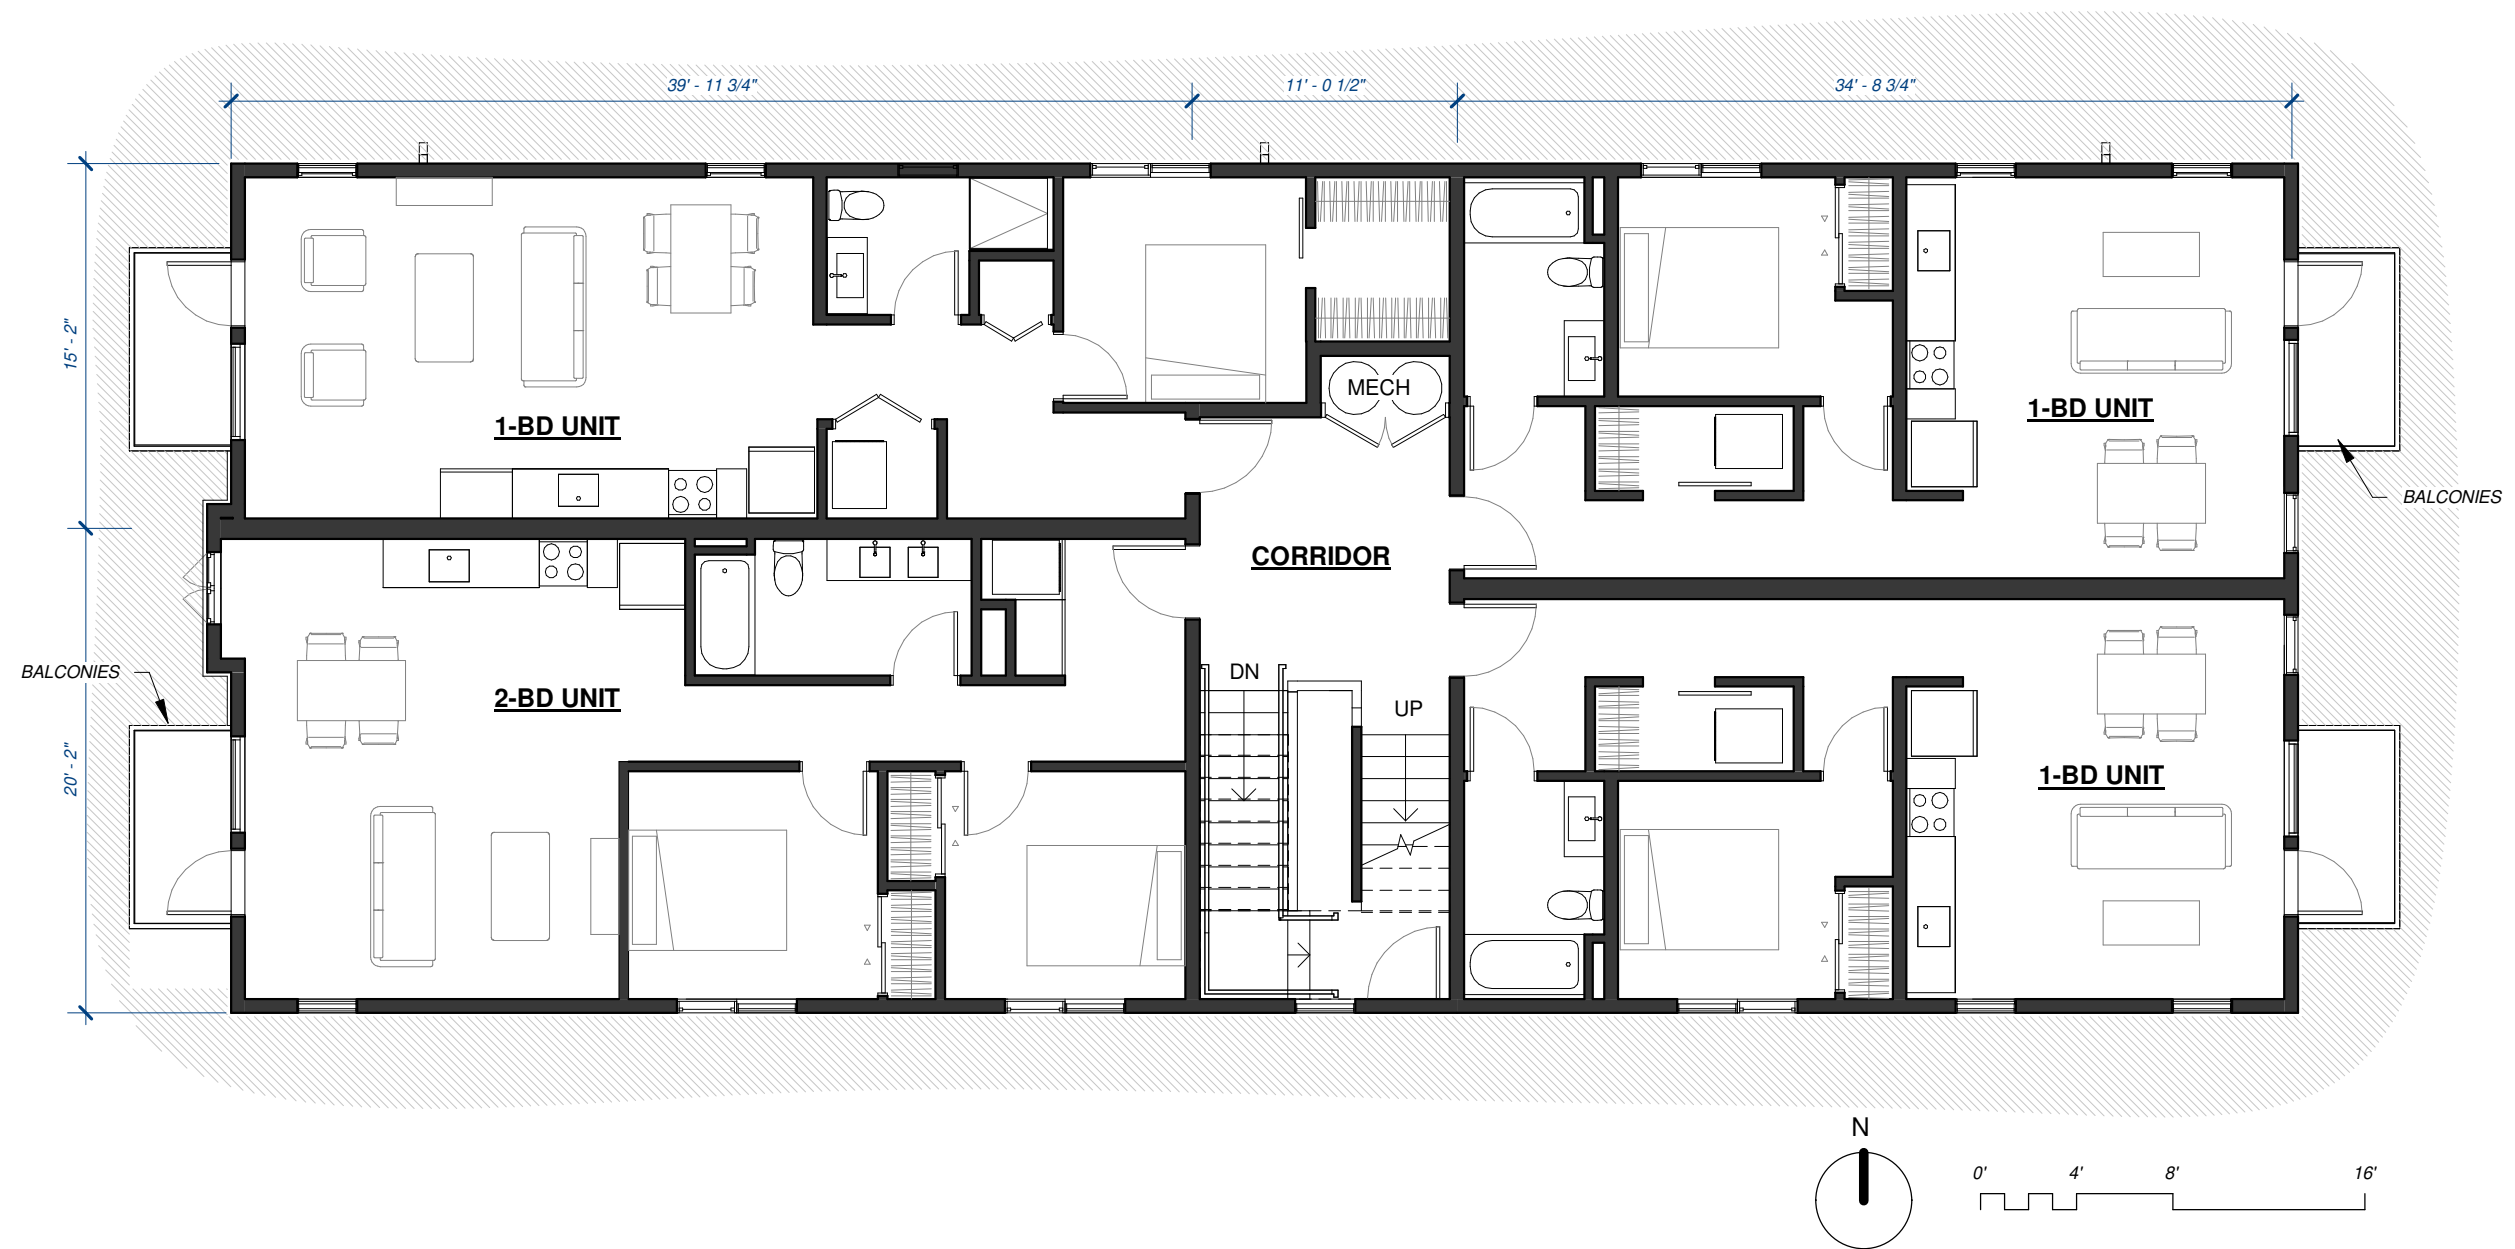 39' - 11 3/4"
11' - 0 1/2"
34' - 8 3/4"
15' - 2"
MECH
1-BD UNIT
1-BD UNIT
BALCONIES
CORRIDOR
BALCONIES
DN
2-BD UNIT
UP
20' - 2"
1-BD UNIT
N
0' 4' 8' 16'